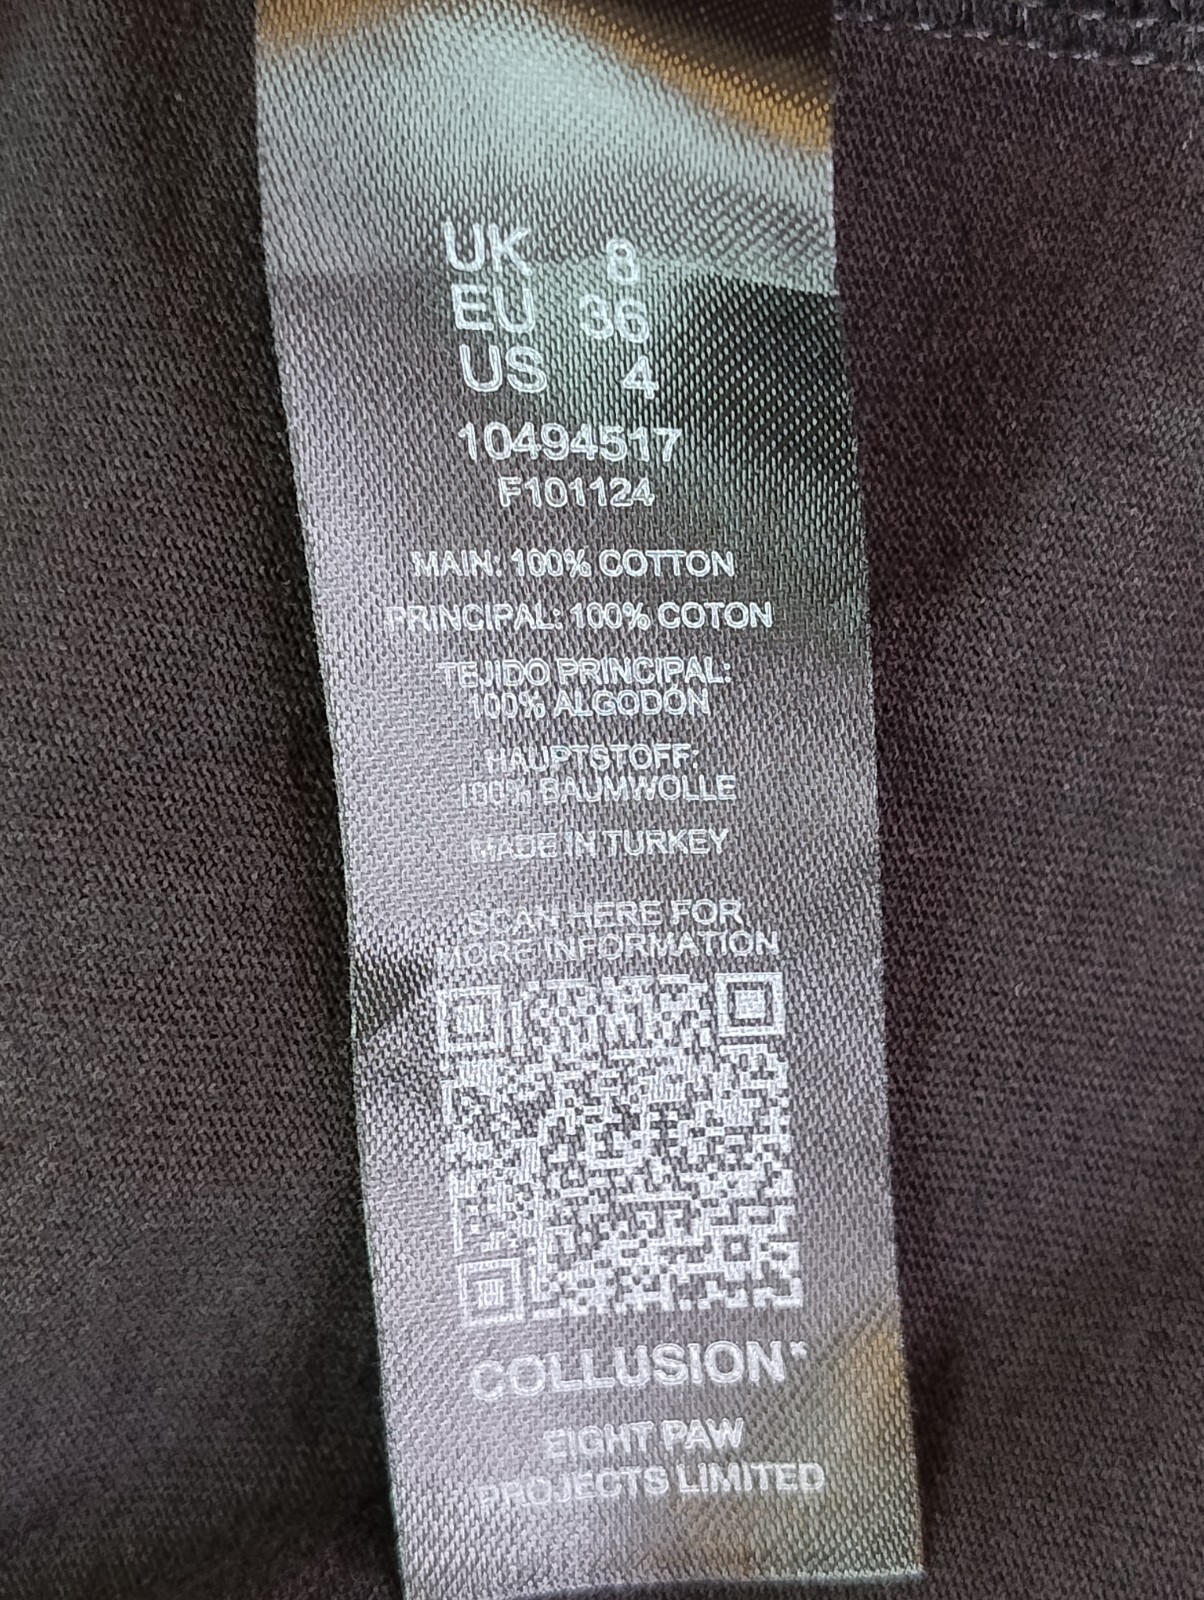 UK 8
EU 36
US 4
10494517
F101124
MAIN: 100% COTTON
PRINCIPAL: 100% COTON
TEJIDO PRINCIPAL:
100% ALGODÓN
HAUPTSTOFF:
100% BAUMWOLLE
MADE IN TURKEY
SCAN HERE FOR
MORE INFORMATION
COLLUSION*
EIGHT PAW
PROJECTS LIMITED